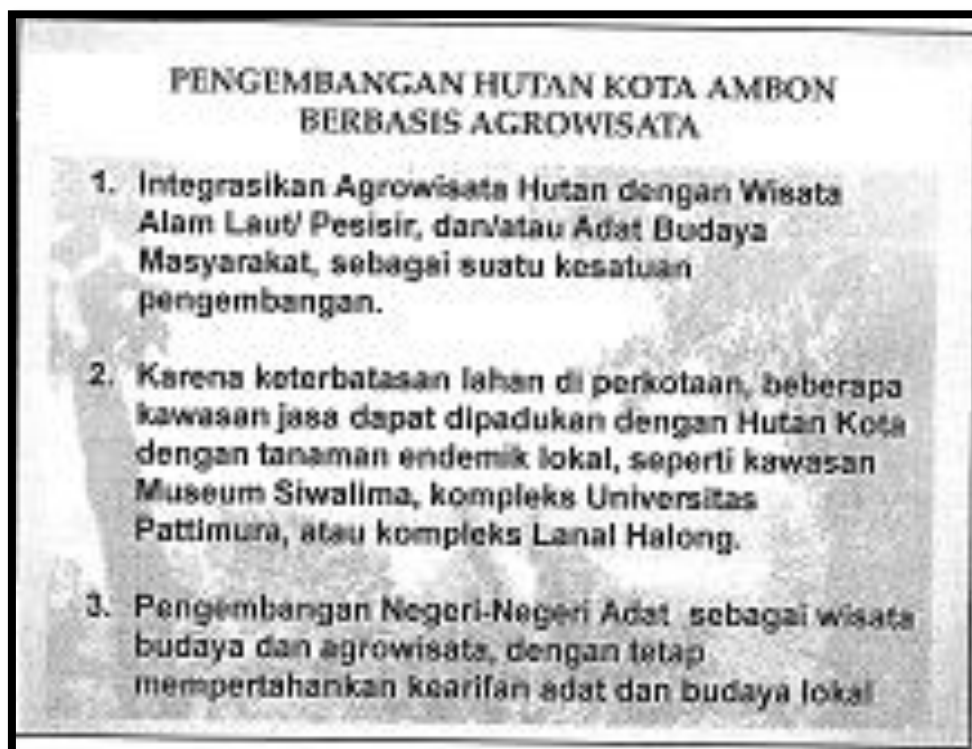 PENGEMBANGAN HUTAN KOTA AMBON
BERBASIS AGROWISATA
1. Integrasikan Agrowisata Hutan dengan Wisata
Alam Laut/ Pesisir, dan/atau Adat Budaya
Masyarakat, sebagai suatu kesatuan
pengembangan.
2. Karena keterbatasan lahan di perkotaan, beberapa
kawasan jasa dapat dipadukan dengan Hutan Kota
dengan tanaman endemik lokal, seperti kawasan
Museum Siwalima, kompleks Universitas
Pattimura, atau kompleks Lanal Halong.
3. Pengembangan Negeri-Negeri Adat sebagai wisata
budaya dan agrowisata, dengan tetap
mempertahankan kearifan adat dan budaya lokal